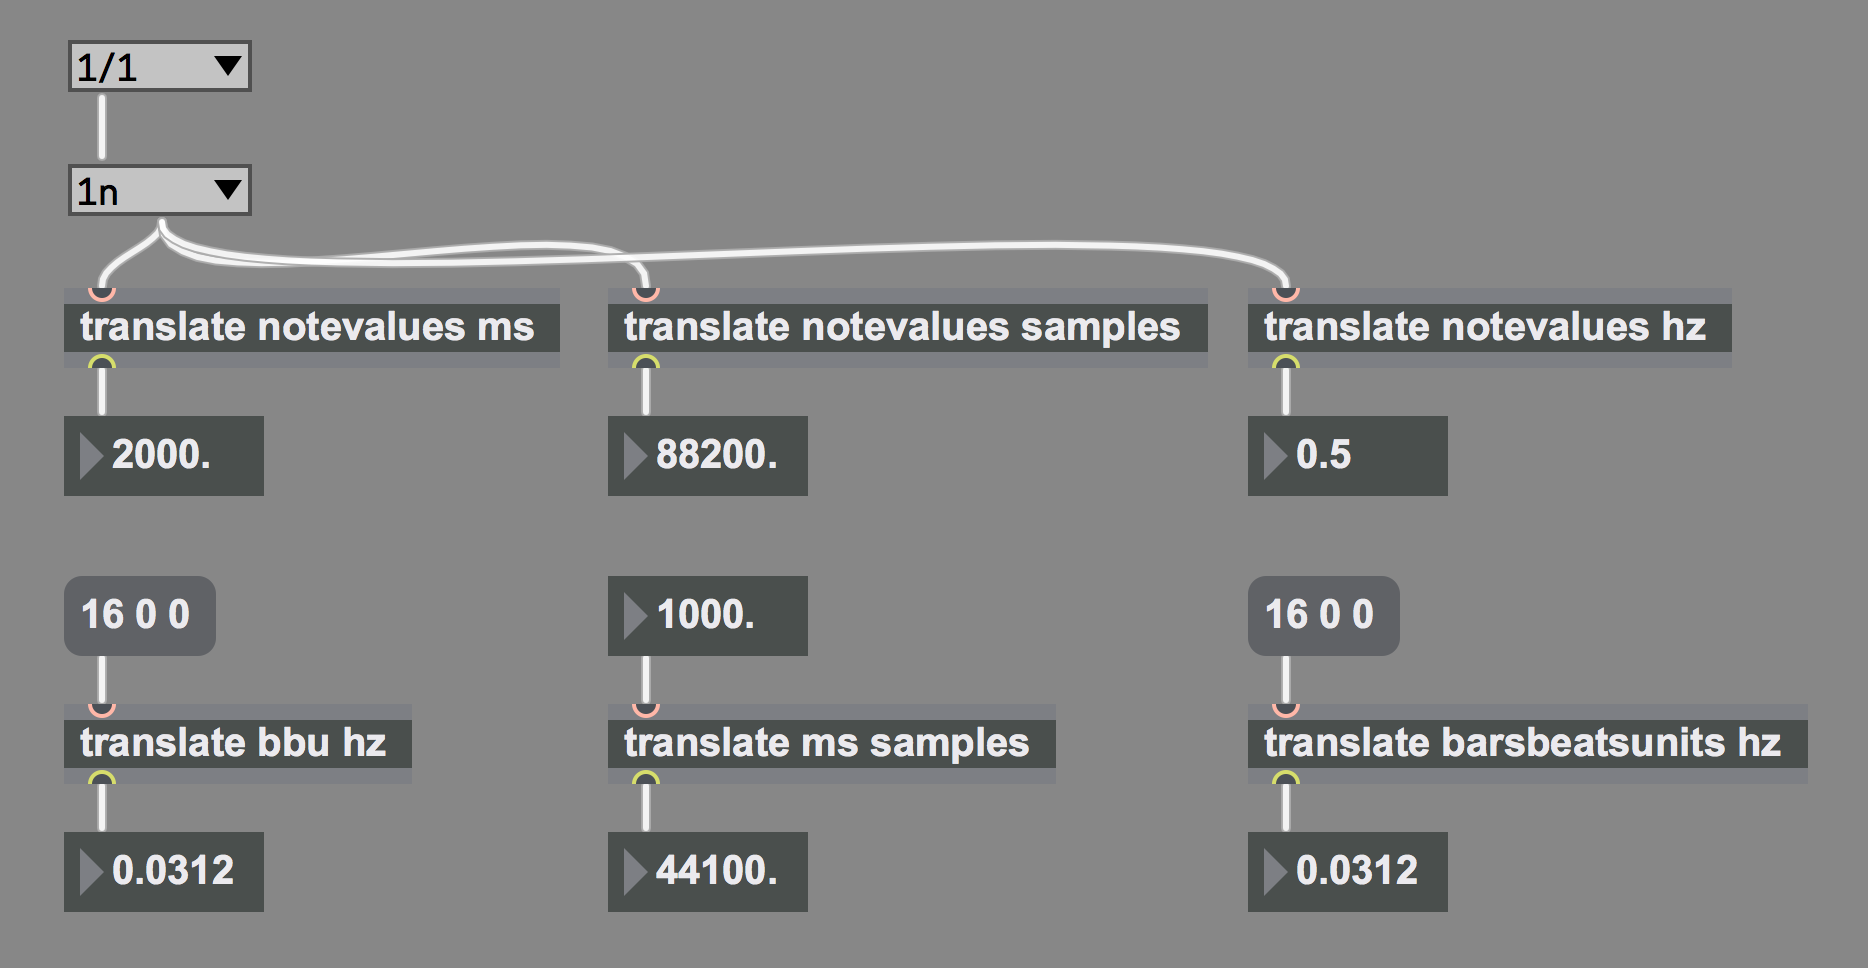 1/1
1n
translate notevalues ms
translate notevalues samples
translate notevalues hz
2000.
88200.
0.5
16 0 0
1000.
16 0 0
translate bbu hz
translate ms samples
translate barsbeatsunits hz
0.0312
44100.
0.0312